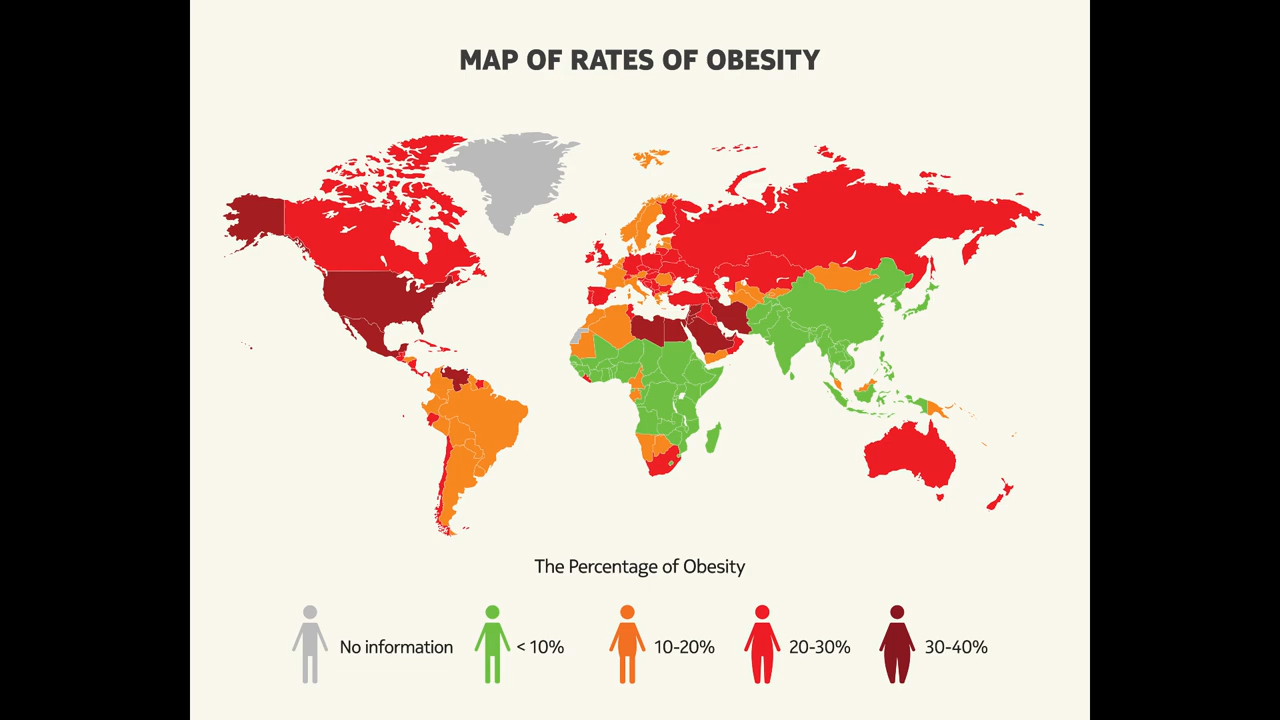 MAP OF RATES OF OBESITY
The Percentage of Obesity
No information
< 10%
10-20%
20-30%
30-40%